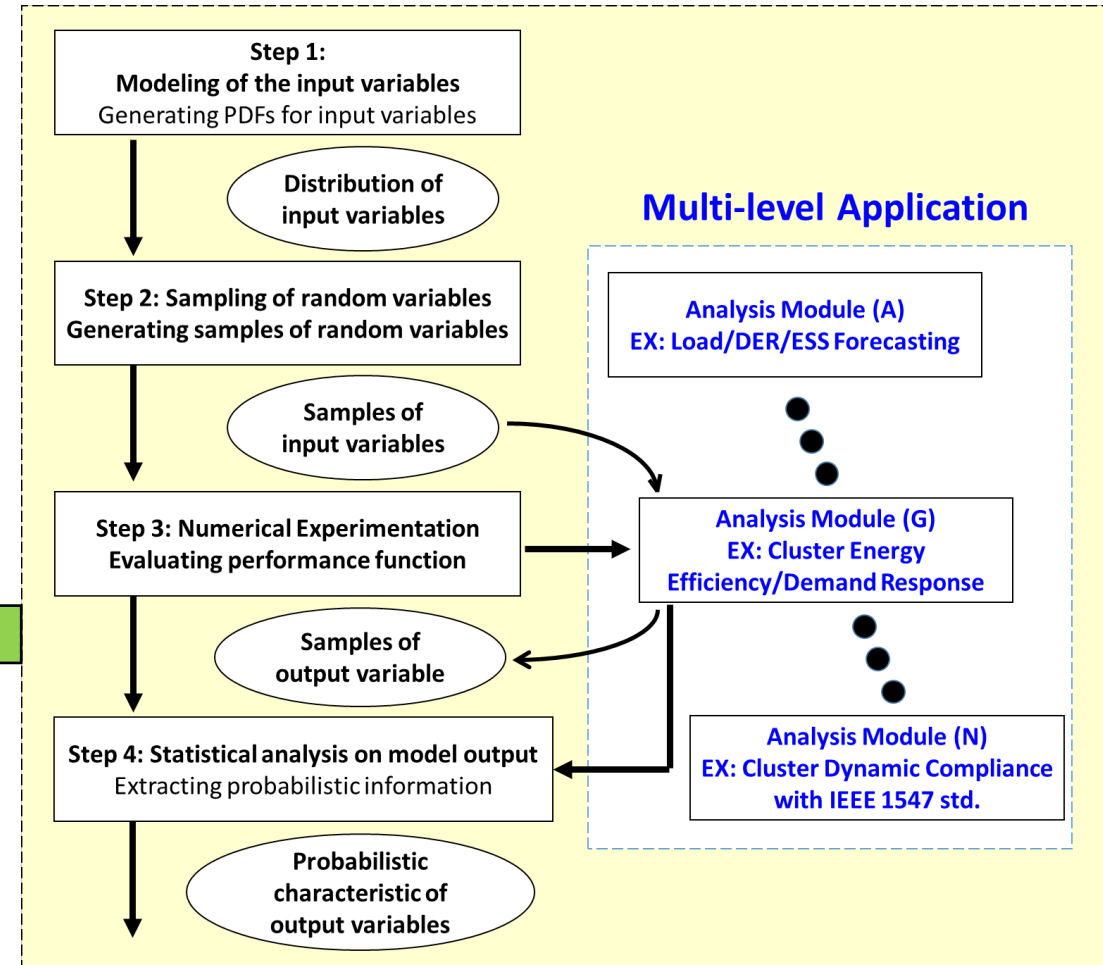 Step 1:
Modeling of the input variables
Generating PDFs for input variables
Distribution of
input variables
Step 2: Sampling of random variables
Generating samples of random variables
Samples of
input variables
Step 3: Numerical Experimentation
Evaluating performance function
Samples of
output variable
Step 4: Statistical analysis on model output
Extracting probabilistic information
Probabilistic
characteristic of
output variables
Multi-level Application
Analysis Module (A)
EX: Load/DER/ESS Forecasting
Analysis Module (G)
EX: Cluster Energy
Efficiency/Demand Response
Analysis Module (N)
EX: Cluster Dynamic Compliance
with IEEE 1547 std.